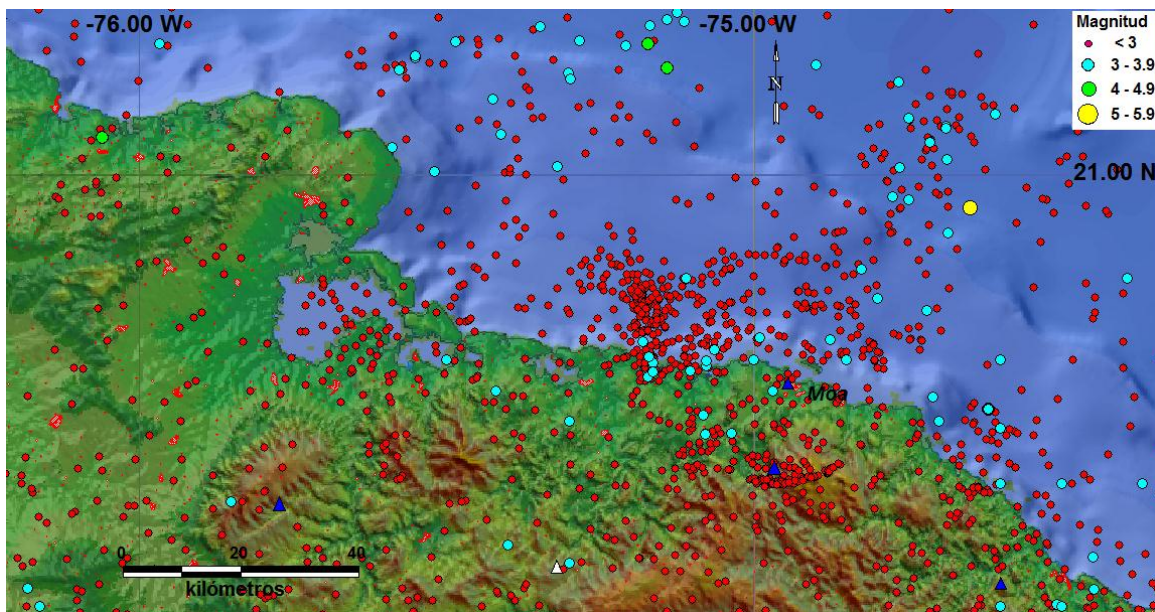 -76.00 W
-75.00 W
Magnitud
< 3
3 - 3.9
4 - 4.9
5 - 5.9
N
21.00 N
Moa
0 20 40
kilómetros